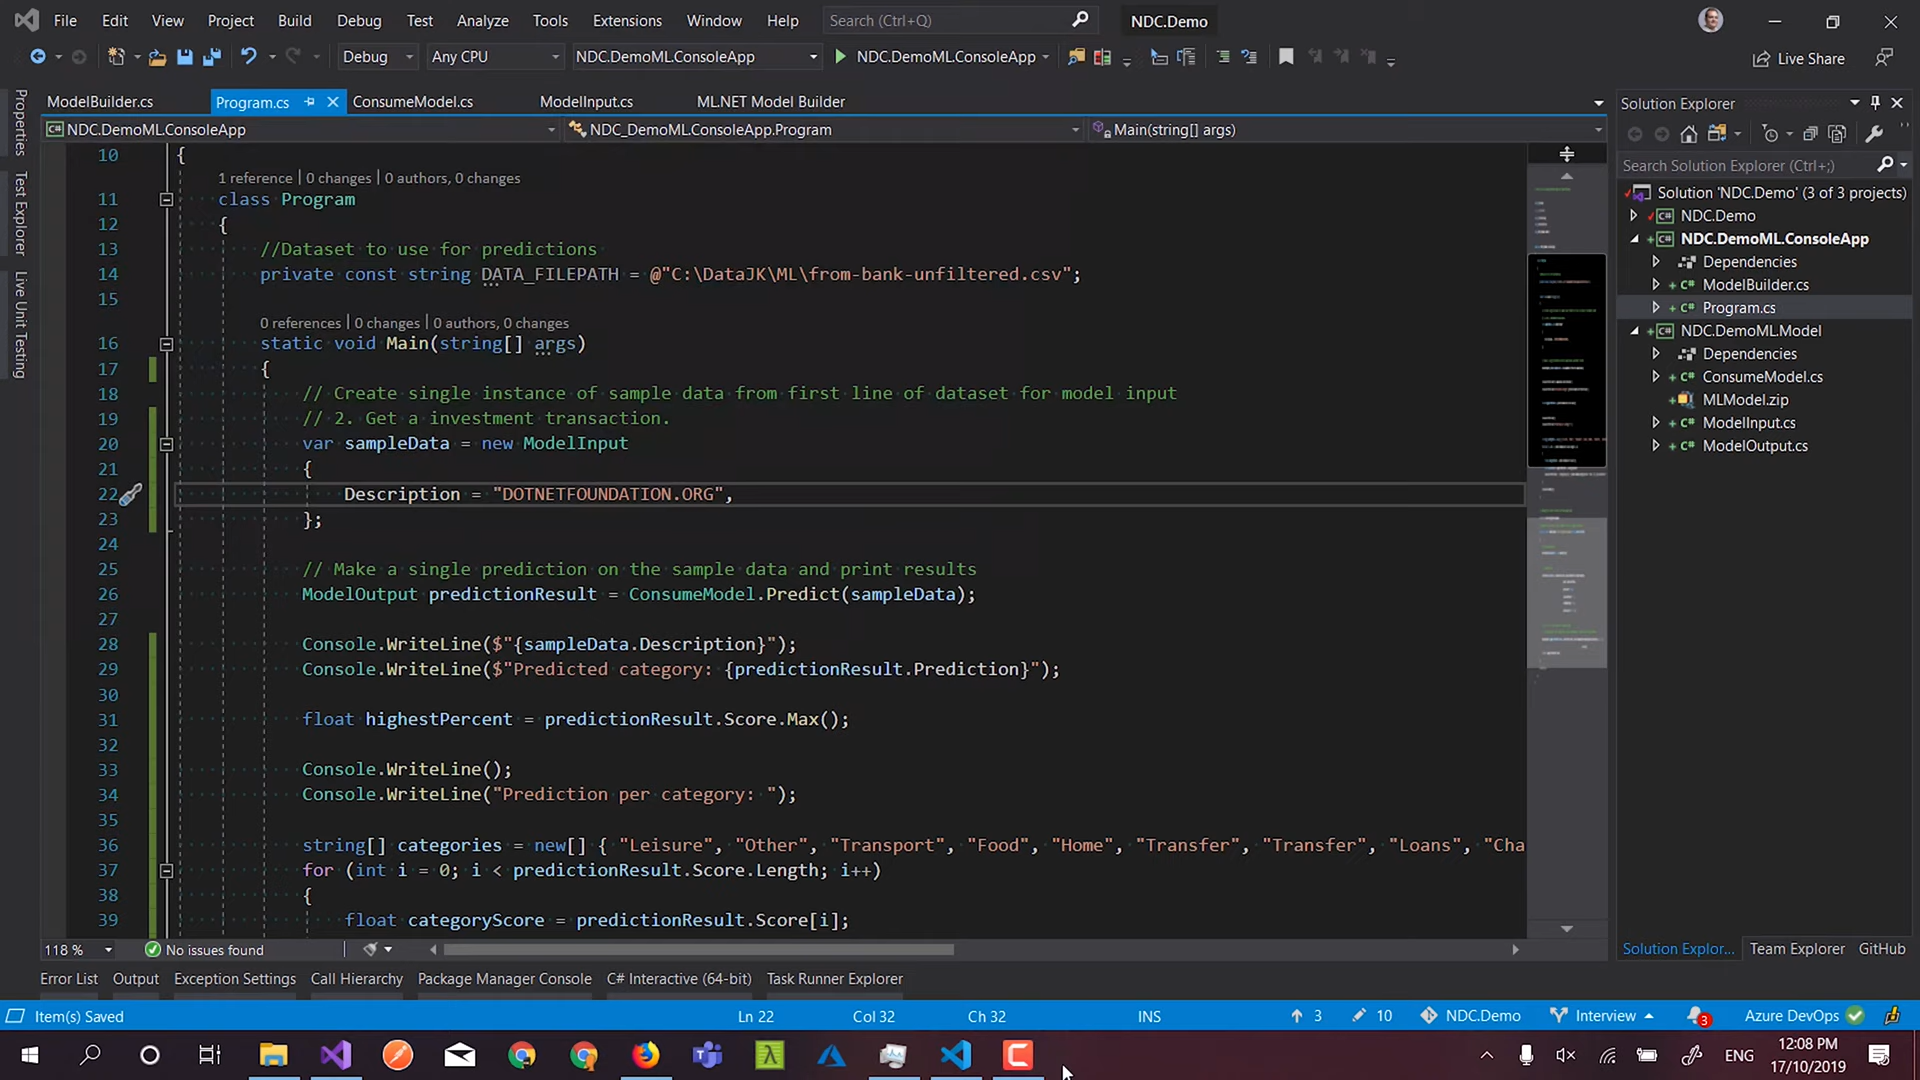 File Edit View Project Build Debug Test Analyze Tools Extensions Window Help Search (Ctrl+Q) NDC.Demo
Debug Any CPU NDC.DemoML.ConsoleApp NDC.DemoML.ConsoleApp Live Share
ModelBuilder.cs Program.cs ConsumeModel.cs ModelInput.cs ML.NET Model Builder
NDC.DemoML.ConsoleApp NDC_DemoML.ConsoleApp.Program Main(string[] args)
Properties
Test Explorer
Live Unit Testing
10 {
1 reference | 0 changes | 0 authors, 0 changes
11 class Program
12 {
13 //Dataset to use for predictions
14 private const string DATA_FILEPATH = @"C:\DataJK\ML\from-bank-unfiltered.csv";
15
0 references | 0 changes | 0 authors, 0 changes
16 static void Main(string[] args)
17 {
18 // Create single instance of sample data from first line of dataset for model input
19 // 2. Get a investment transaction.
20 var sampleData = new ModelInput
21 {
22 Description = "DOTNETFOUNDATION.ORG",
23 };
24
25 // Make a single prediction on the sample data and print results
26 ModelOutput predictionResult = ConsumeModel.Predict(sampleData);
27
28 Console.WriteLine($"{sampleData.Description}");
29 Console.WriteLine($"Predicted category: {predictionResult.Prediction}");
30
31 float highestPercent = predictionResult.Score.Max();
32
33 Console.WriteLine();
34 Console.WriteLine("Prediction per category: ");
35
36 string[] categories = new[] { "Leisure", "Other", "Transport", "Food", "Home", "Transfer", "Transfer", "Loans", "Cha
37 for (int i = 0; i < predictionResult.Score.Length; i++)
38 {
39 float categoryScore = predictionResult.Score[i];
118 % No issues found
Solution Explorer
Search Solution Explorer (Ctrl+;)
Solution 'NDC.Demo' (3 of 3 projects)
NDC.Demo
NDC.DemoML.ConsoleApp
Dependencies
ModelBuilder.cs
Program.cs
NDC.DemoML.Model
Dependencies
ConsumeModel.cs
MLModel.zip
ModelInput.cs
ModelOutput.cs
Solution Explor... Team Explorer GitHub
Error List Output Exception Settings Call Hierarchy Package Manager Console C# Interactive (64-bit) Task Runner Explorer
Item(s) Saved Ln 22 Col 32 Ch 32 INS 3 10 NDC.Demo Interview 3 Azure DevOps
ENG 12:08 PM
17/10/2019